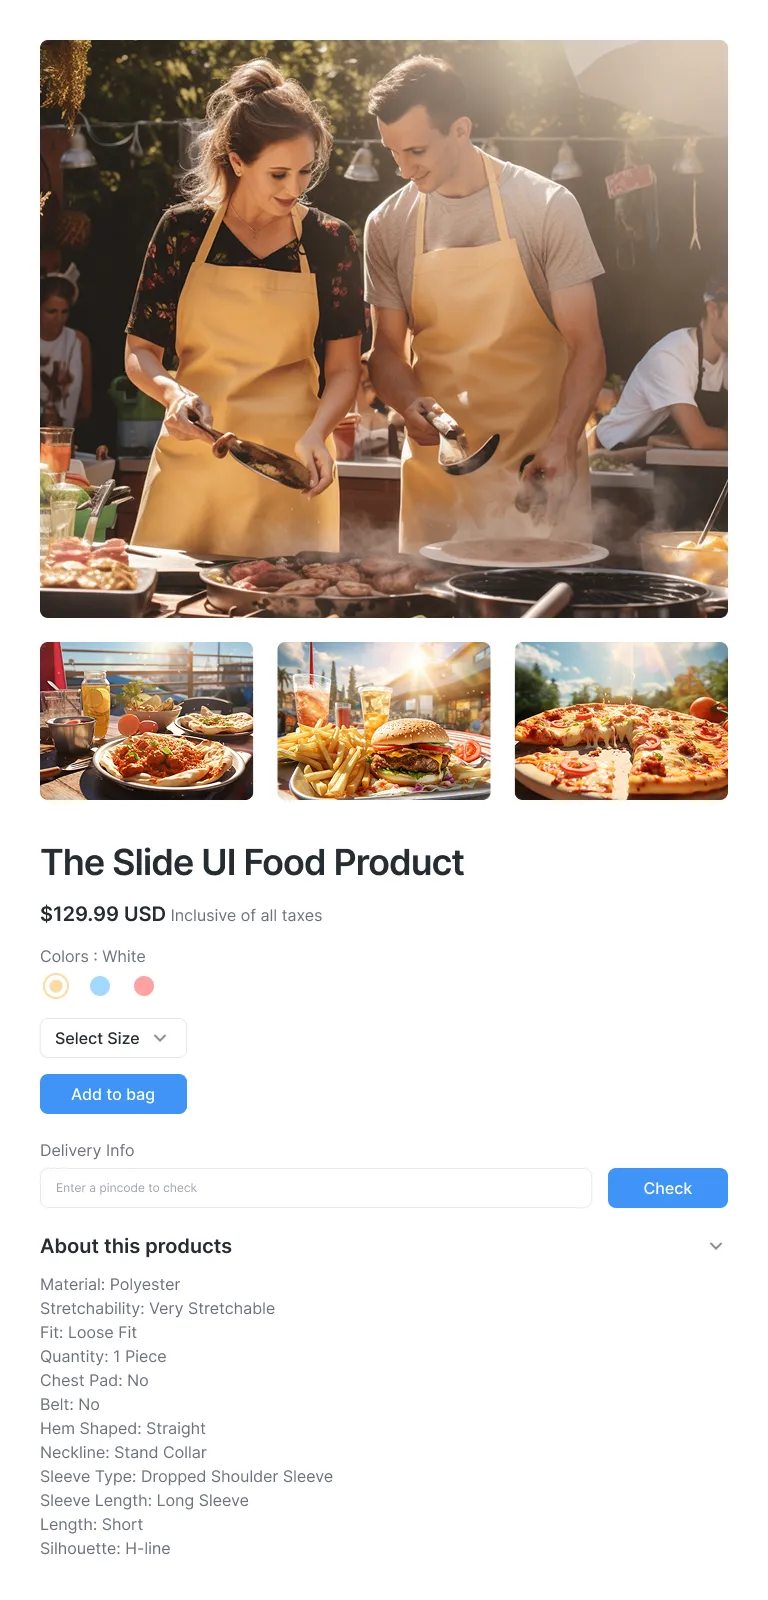 The Slide UI Food Product
$129.99 USD Inclusive of all taxes
Colors : White
Select Size
Add to bag
Delivery Info
Enter a pincode to check
Check
About this products
Material: Polyester
Stretchability: Very Stretchable
Fit: Loose Fit
Quantity: 1 Piece
Chest Pad: No
Belt: No
Hem Shaped: Straight
Neckline: Stand Collar
Sleeve Type: Dropped Shoulder Sleeve
Sleeve Length: Long Sleeve
Length: Short
Silhouette: H-line